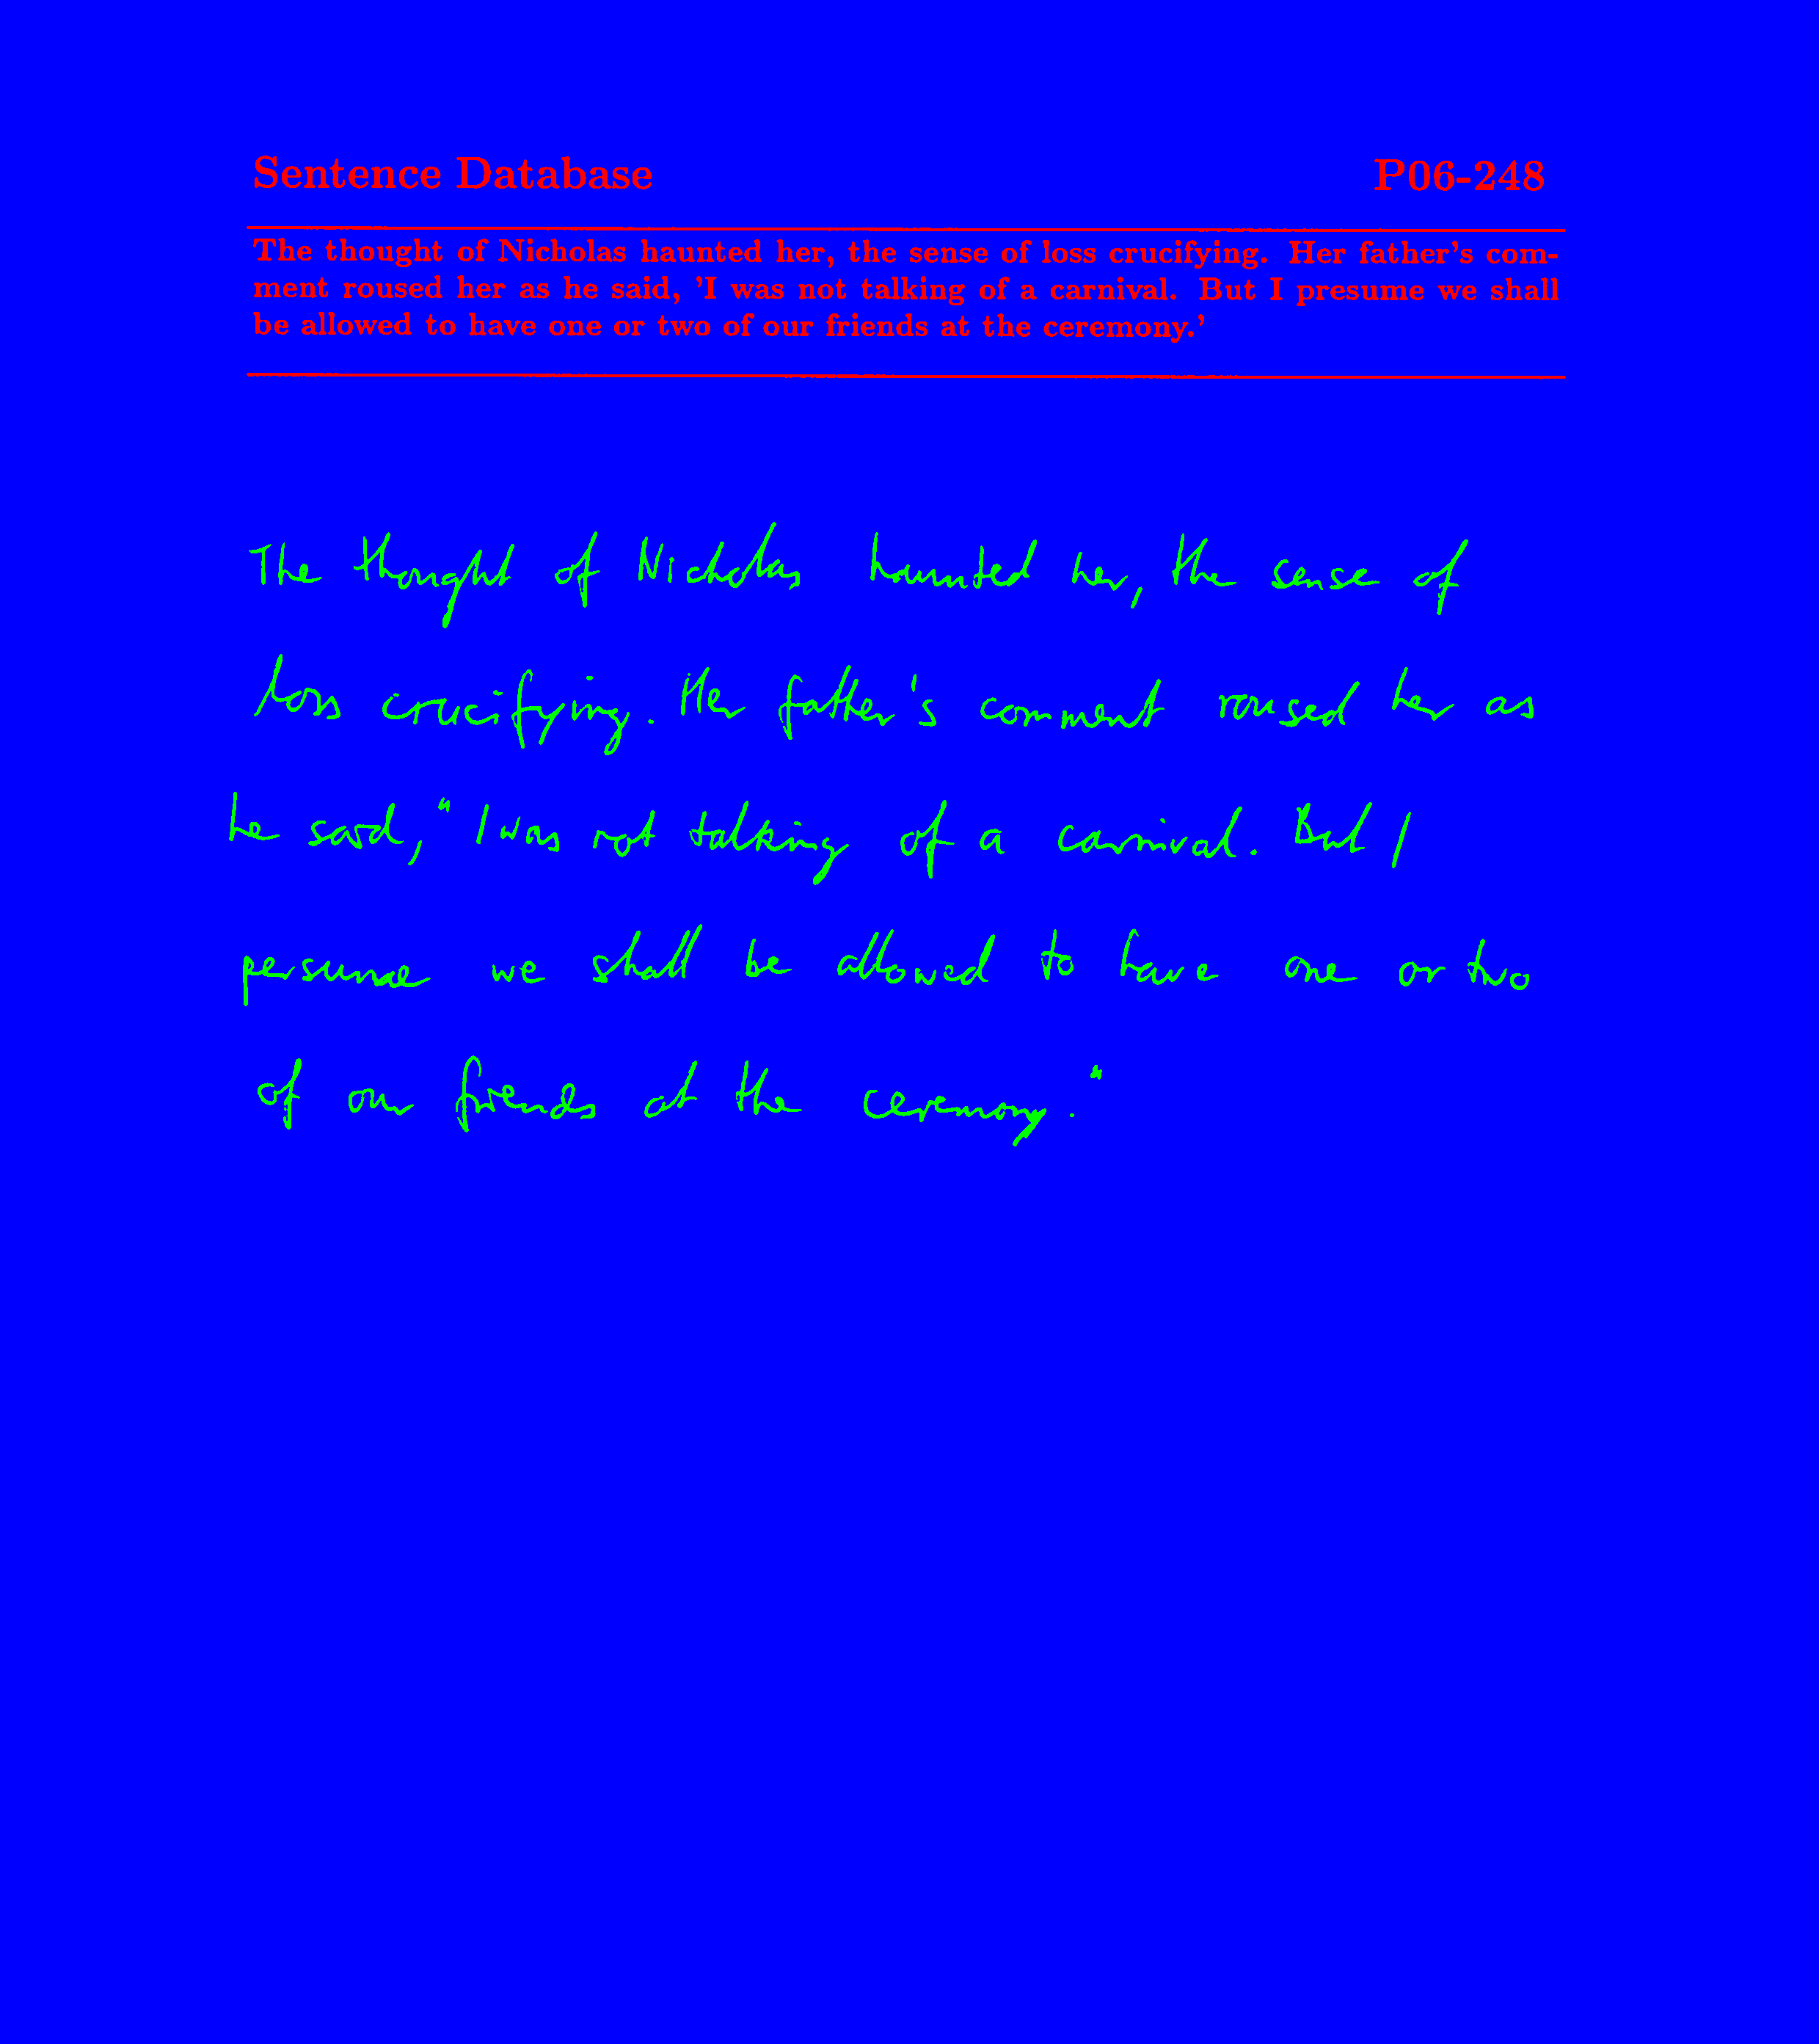 Sentence Database P06-248
The thought of Nicholas haunted her, the sense of loss crucifying. Her father's com-
ment roused her as he said, 'I was not talking of a carnival. But I presume we shall
be allowed to have one or two of our friends at the ceremony.'
The thought of Nicholas haunted her, the sense of
loss crucifying. Her father's comment roused her as
he said, "I was not talking of a carnival. But I
persume we shall be allowed to have one or two
of our friends at the ceremony."